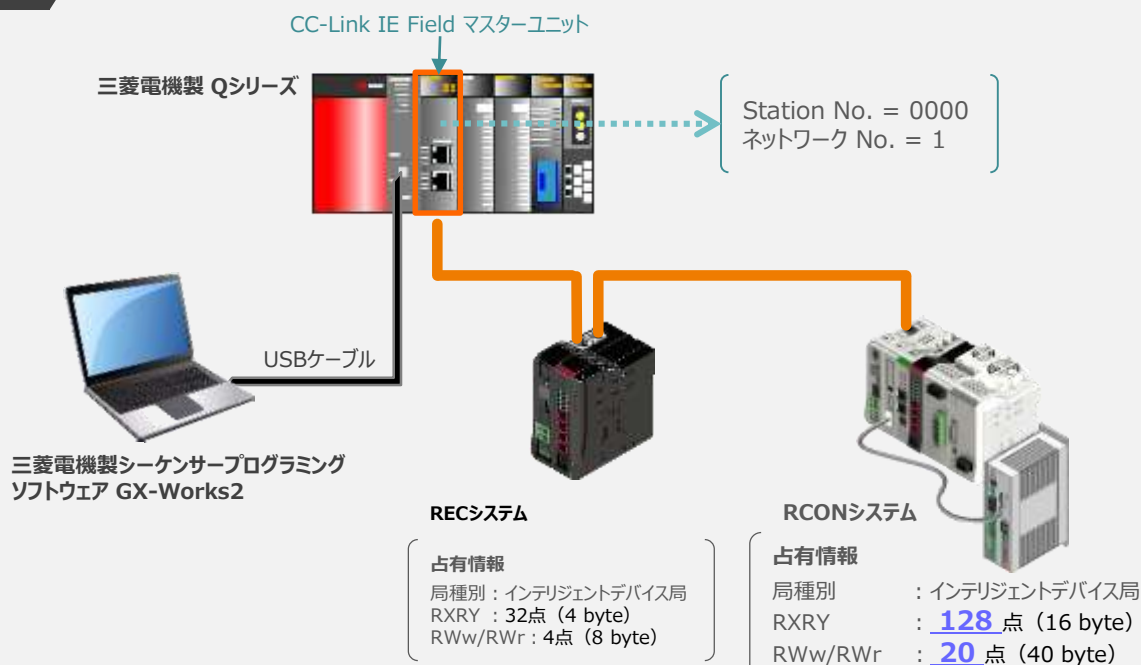 CC-Link IE Field マスターユニット
三菱電機製 Qシリーズ
Station No. = 0000
ネットワーク No. = 1
USBケーブル
三菱電機製シーケンサープログラミング
ソフトウェア GX-Works2
RECシステム
占有情報
局種別：インテリジェントデバイス局
RXRY ：32点（4 byte）
RWw/RWr：4点（8 byte）
RCONシステム
占有情報
局種別 ：インテリジェントデバイス局
RXRY ： 128 点（16 byte）
RWw/RWr ： 20 点（40 byte）